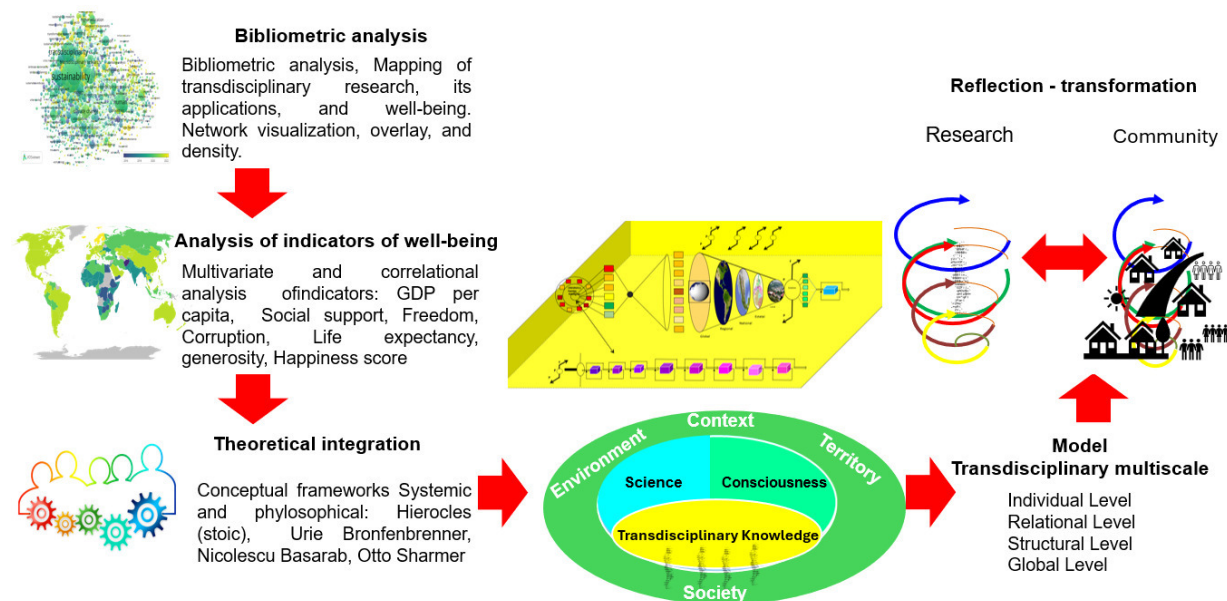 Bibliometric analysis
Bibliometric analysis, Mapping of
transdisciplinary research, its
applications, and well-being.
Network visualization, overlay, and
density.
sustainability
Analysis of indicators of well-being
Multivariate and correlational
analysis ofindicators: GDP per
capita, Social support, Freedom,
Corruption, Life expectancy,
generosity, Happiness score
Theoretical integration
Conceptual frameworks Systemic
and phylosophical: Hierocles
(stoic), Urie Bronfenbrenner,
Nicolescu Basarab, Otto Sharmer
Context
Environment
Territory
Science
Consciousness
Transdisciplinary Knowledge
Society
Model
Transdisciplinary multiscale
Individual Level
Relational Level
Structural Level
Global Level
Reflection - transformation
Research
Community